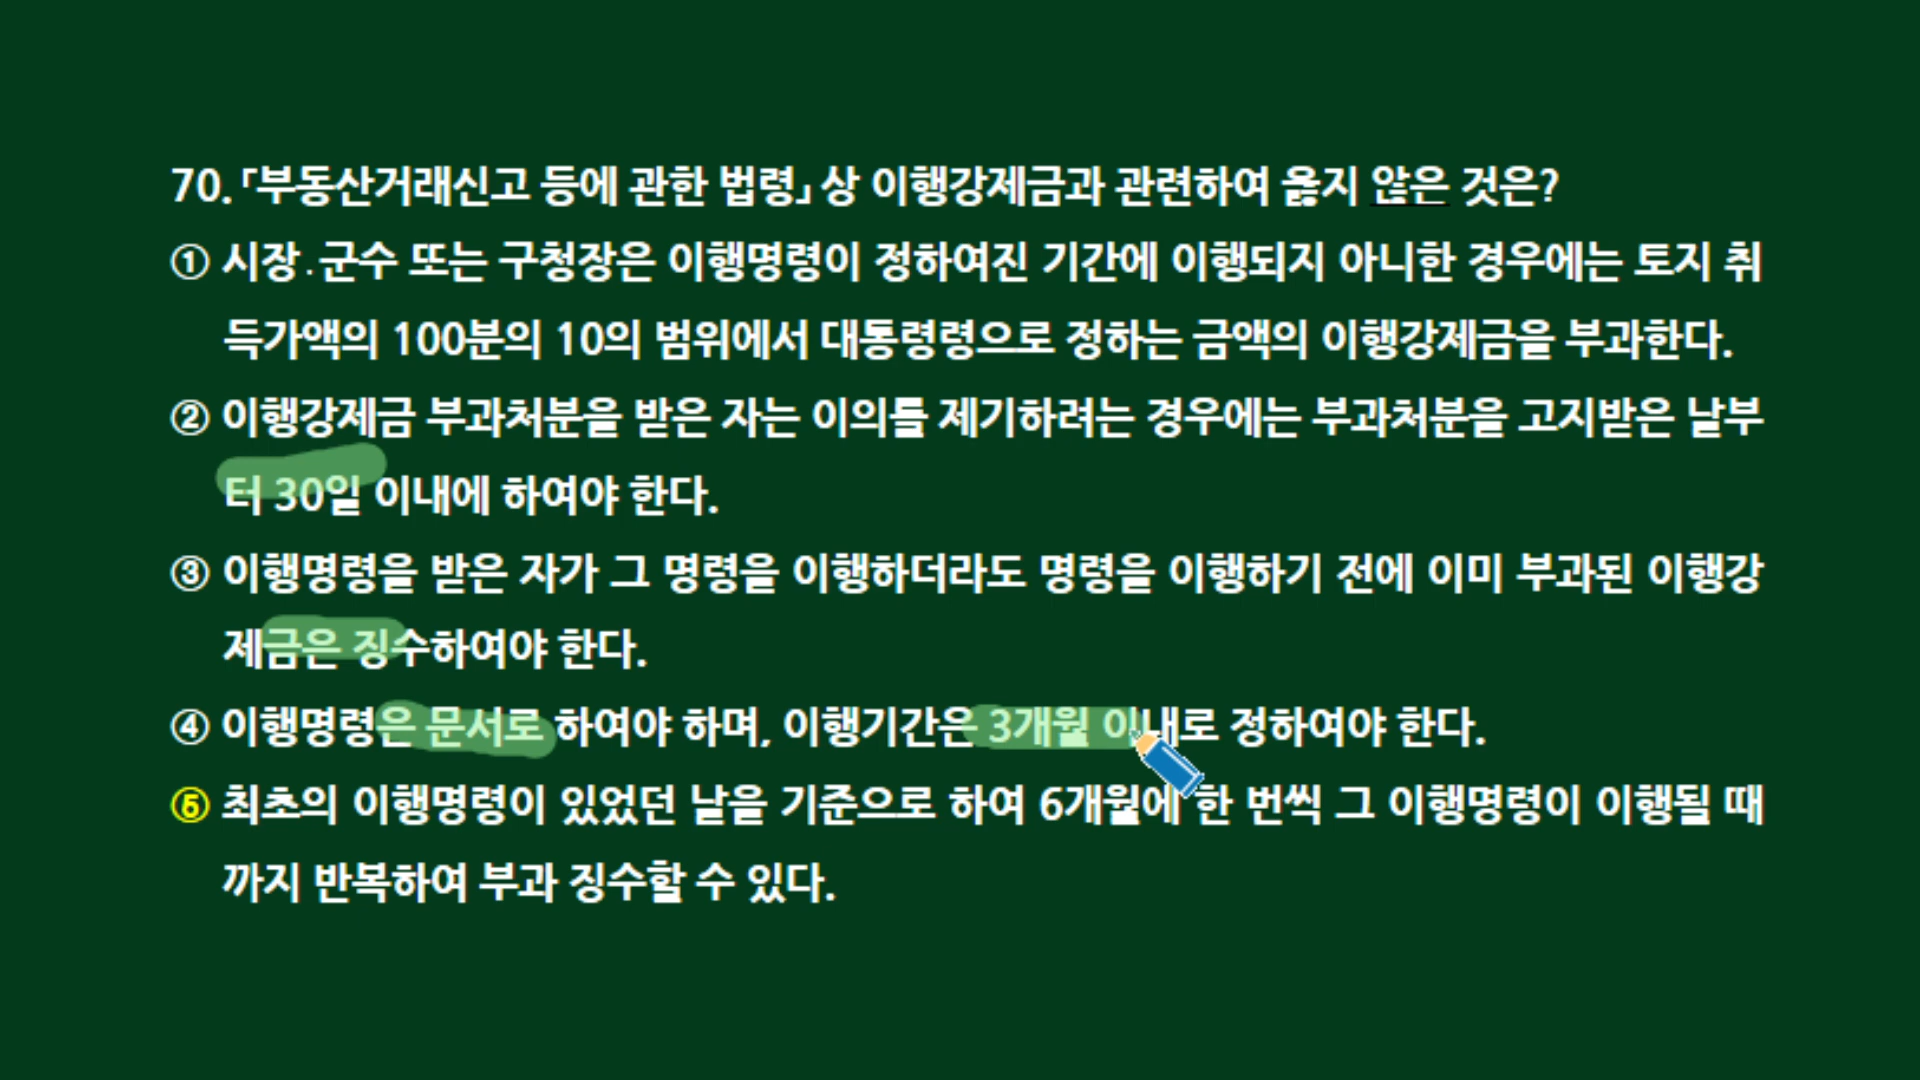 70.「부동산거래신고 등에 관한 법령」상 이행강제금과 관련하여 옳지 않은 것은?
① 시장·군수 또는 구청장은 이행명령이 정하여진 기간에 이행되지 아니한 경우에는 토지 취
득가액의 100분의 10의 범위에서 대통령령으로 정하는 금액의 이행강제금을 부과한다.
② 이행강제금 부과처분을 받은 자는 이의를 제기하려는 경우에는 부과처분을 고지받은 날부
터 30일 이내에 하여야 한다.
③ 이행명령을 받은 자가 그 명령을 이행하더라도 명령을 이행하기 전에 이미 부과된 이행강
제금은 징수하여야 한다.
④ 이행명령은 문서로 하여야 하며, 이행기간은 3개월 이내로 정하여야 한다.
⑤ 최초의 이행명령이 있었던 날을 기준으로 하여 6개월에 한 번씩 그 이행명령이 이행될 때
까지 반복하여 부과 징수할 수 있다.